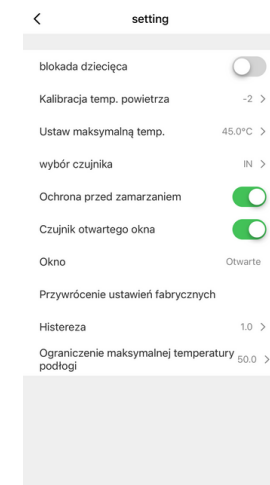 setting
blokada dziecięca
Kalibracja temp. powietrza -2
Ustaw maksymalną temp. 45.0°C
wybór czujnika IN
Ochrona przed zamarzaniem
Czujnik otwartego okna
Okno Otwarte
Przywrócenie ustawień fabrycznych
Histereza 1.0
Ograniczenie maksymalnej temperatury 50.0
podłogi